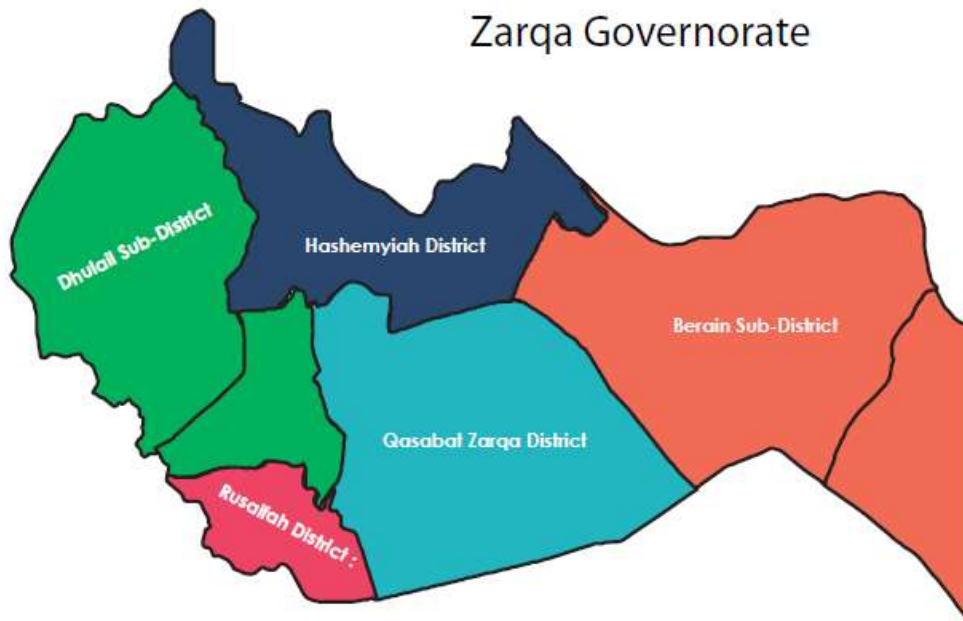 Zarqa Governorate
Dhulail Sub-District
Hashemyiah District
Berain Sub-District
Qasabat Zarqa District
Rusaifah District :